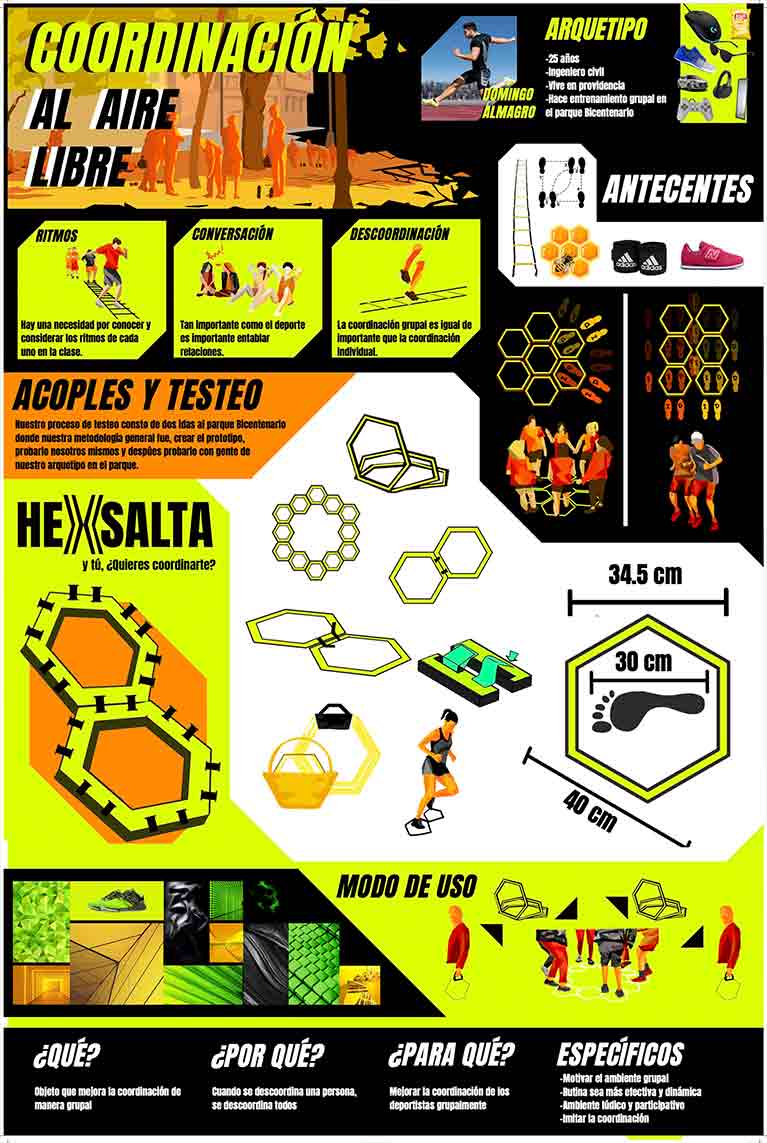 COORDINACIÓN
AL AIRE
LIBRE
DOMINGO
ALMAGRO
ARQUETIPO
-25 años
-Ingeniero civil
-Vive en providencia
-Hace entrenamiento grupal en
el parque Bicentenario
ANTECENTES
adidas
adidas
RITMOS
Hay una necesidad por conocer y
considerar los ritmos de cada
uno en la clase.
CONVERSACIÓN
Tan importante como el deporte
es importante entablar
relaciones.
DESCOORDINACIÓN
La coordinación grupal es igual de
importante que la coordinación
individual.
ACOPLES Y TESTEO
Nuestro proceso de testeo consto de dos idas al parque Bicentenario
donde nuestra metodología general fue, crear el prototipo,
probarlo nosotros mismos y despúes probarlo con gente de
nuestro arquotipo en el parque.
HEXSALTA
y tú, ¿Quieres coordinarte?
34.5 cm
30 cm
40 cm
MODO DE USO
¿QUÉ?
Objeto que mejora la coordinación de
manera grupal
¿POR QUÉ?
Cuando se descoordina una persona,
se descoordina todos
¿PARA QUÉ?
Mejorar la coordinación de los
deportistas grupalmente
ESPECÍFICOS
-Motivar el ambiente grupal
-Rutina sea más efectiva y dinámica
-Ambiente lúdico y participativo
-Imitar la coordinación